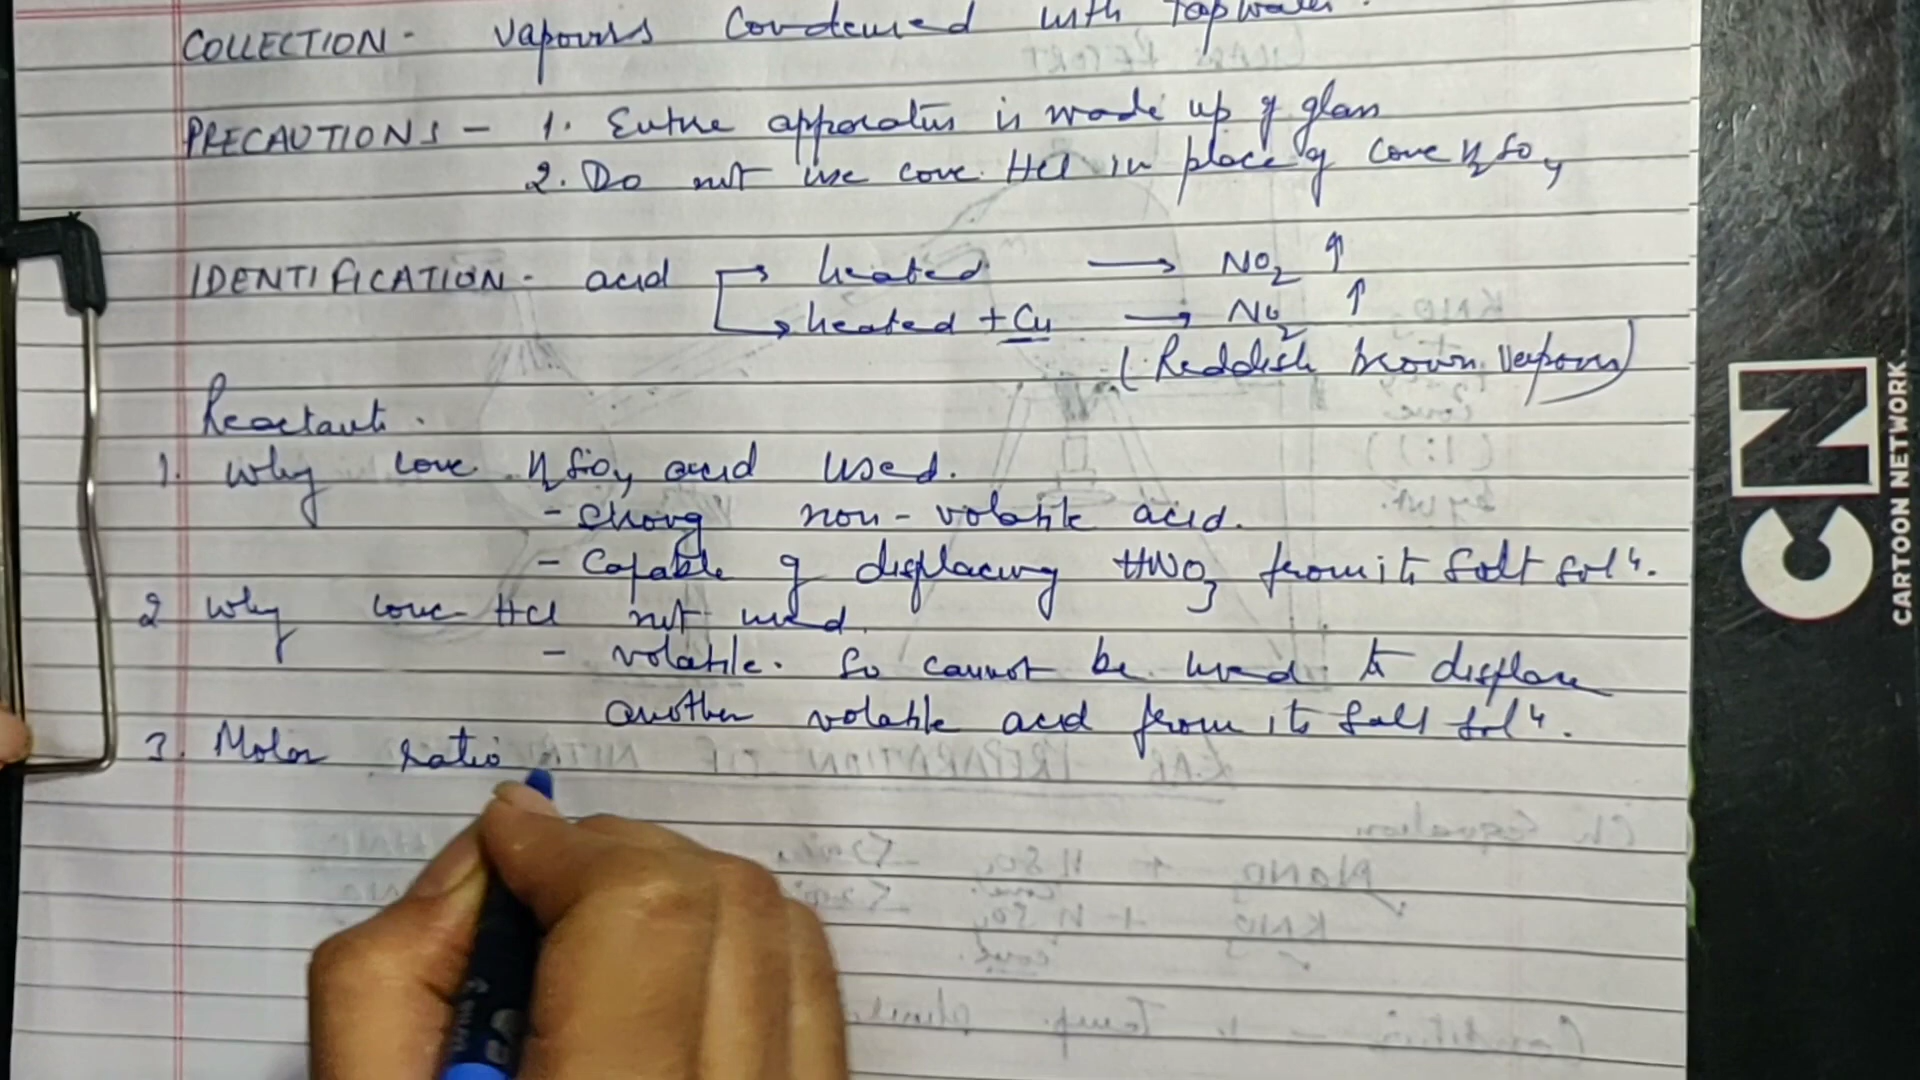 COLLECTION - vapours Condensed with Tapwater.
PRECAUTIONS - 1. Entire apparatus is made up of glass
2. Do not use conc. HCl in place of conc H2SO4
IDENTIFICATION - acid → heated → NO2 ↑
→ heated + Cu → NO2 ↑
(Reddish brown vapours)
Reactants.
1. Why conc H2SO4 acid used.
- Strong non-volatile acid.
- Capable of displacing HNO3 from its Salt soln.
2 Why conc HCl not used.
- volatile. So cannot be used to displace
another volatile acid from its salt soln.
3. Molar ratio
CN
CARTOON NETWORK